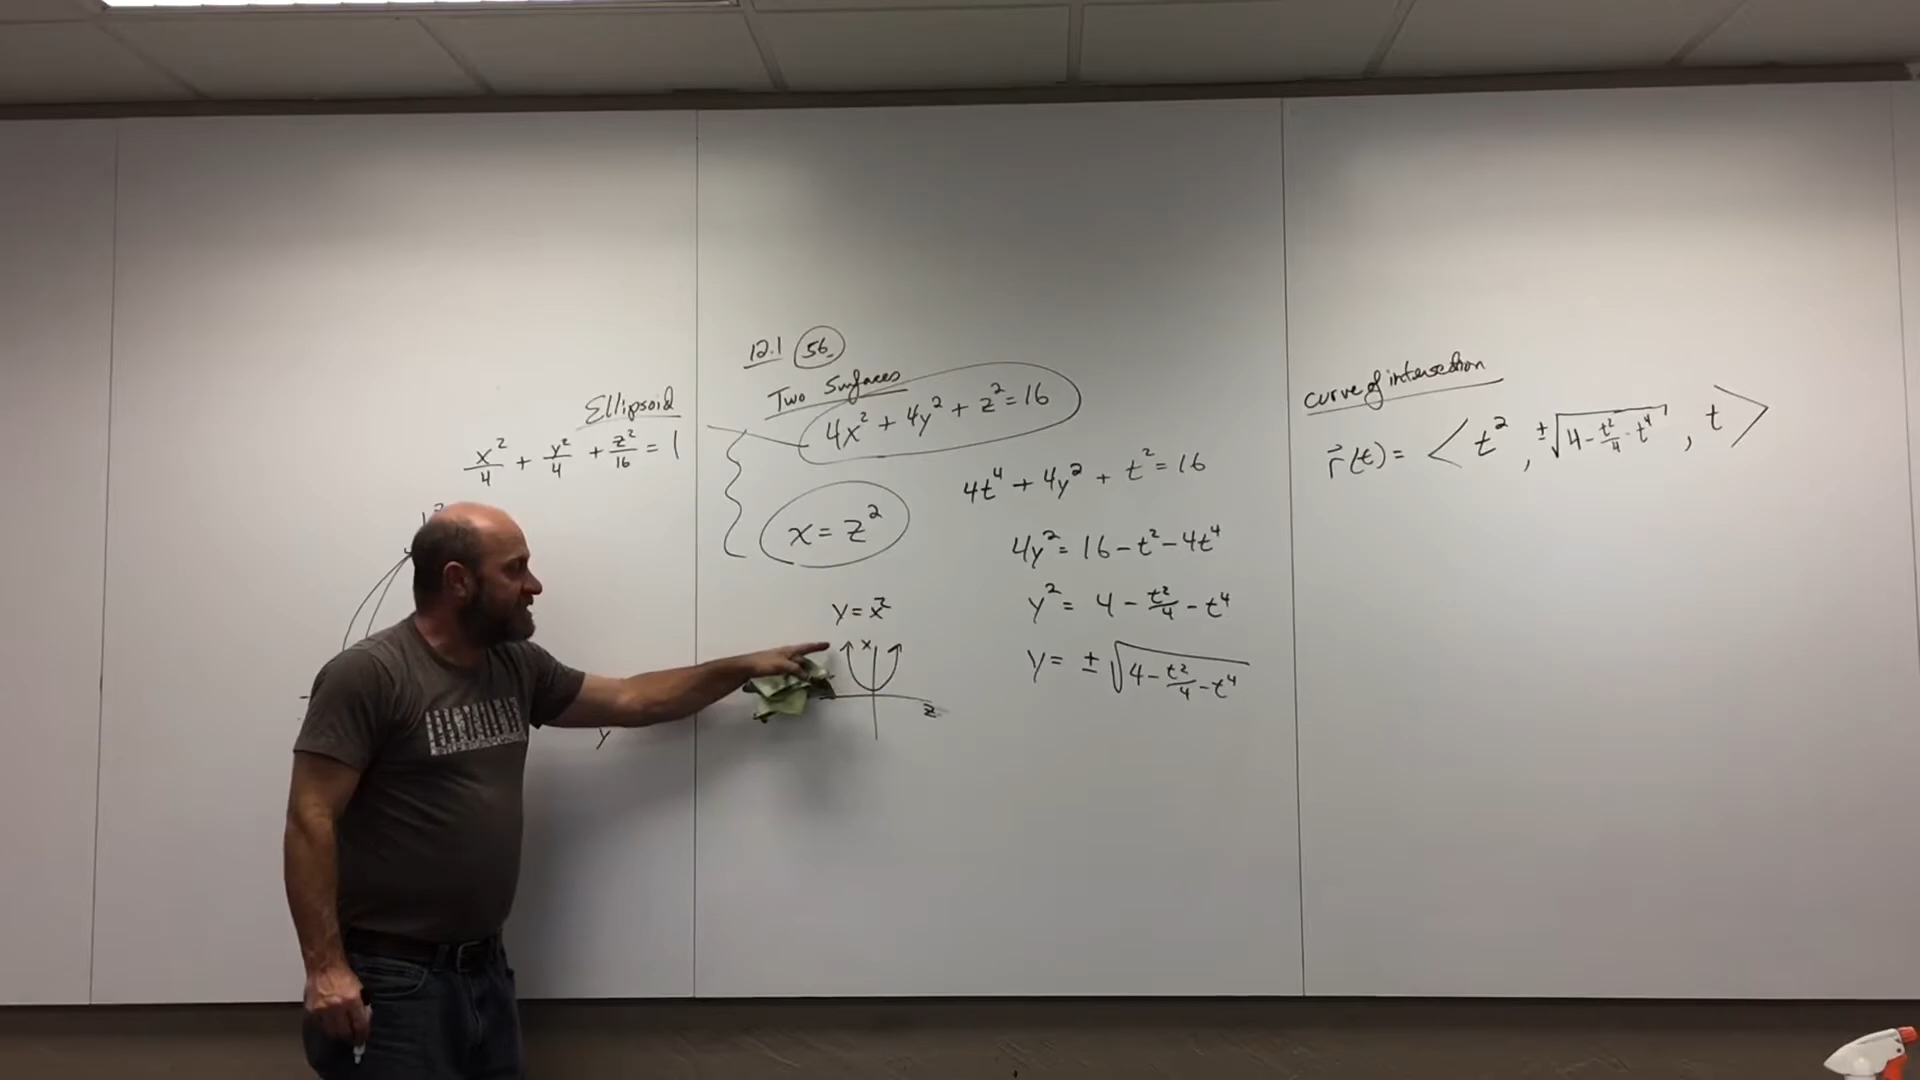 Ellipsoid
x²/4 + y²/4 + z²/16 = 1
y
12.1 56.
Two Surfaces
4x² + 4y² + z² = 16
x = z²
y = x²
x
z
4t⁴ + 4y² + t² = 16
4y² = 16 - t² - 4t⁴
y² = 4 - t²/4 - t⁴
y = ± √(4 - t²/4 - t⁴)
curve of intersection
r⃗(t) = < t², ±√(4 - t²/4 - t⁴), t >